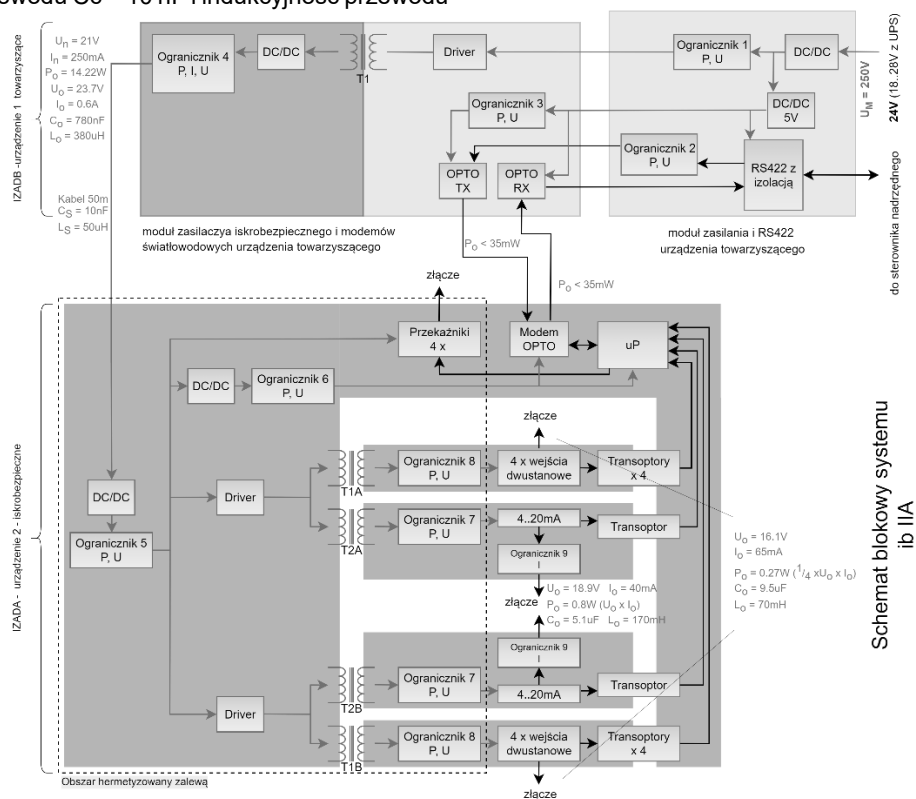 wodu C0 = 10 nF i indukcyjność przewodu
IZADB -urządzenie 1 towarzyszące
Un = 21V
In = 250mA
Po = 14.22W
Uo = 23.7V
Io = 0.6A
Co = 780nF
Lo = 380uH
Kabel 50m
CS = 10nF
LS = 50uH
Ogranicznik 4
P, I, U
DC/DC
T1
Driver
Ogranicznik 1
P, U
DC/DC
UM = 250V
24V (18..28V z UPS)
Ogranicznik 3
P, U
DC/DC
5V
Ogranicznik 2
P, U
OPTO
TX
OPTO
RX
RS422 z
izolacją
do sterownika nadrzędnego
moduł zasilaczya iskrobezpiecznego i modemów
światłowodowych urządzenia towarzyszącego
moduł zasilania i RS422
urządzenia towarzyszącego
Po < 35mW
Po < 35mW
złącze
Przekaźniki
4 x
Modem
OPTO
uP
DC/DC
Ogranicznik 6
P, U
złącze
IZADA - urządzenie 2 - iskrobezpieczne
DC/DC
Ogranicznik 5
P, U
Driver
T1A
Ogranicznik 8
P, U
4 x wejścia
dwustanowe
Transoptory
x 4
T2A
Ogranicznik 7
P, U
4..20mA
Transoptor
Ogranicznik 9
I
złącze
Uo = 18.9V Io = 40mA
Po = 0.8W (Uo x Io)
Co = 5.1uF Lo = 170mH
Uo = 16.1V
Io = 65mA
Po = 0.27W (1/4 xUo x Io)
Co = 9.5uF
Lo = 70mH
Schemat blokowy systemu
ib IIA
Ogranicznik 9
I
T2B
Ogranicznik 7
P, U
4..20mA
Transoptor
Driver
T1B
Ogranicznik 8
P, U
4 x wejścia
dwustanowe
Transoptory
x 4
złącze
Obszar hermetyzowany zalewą